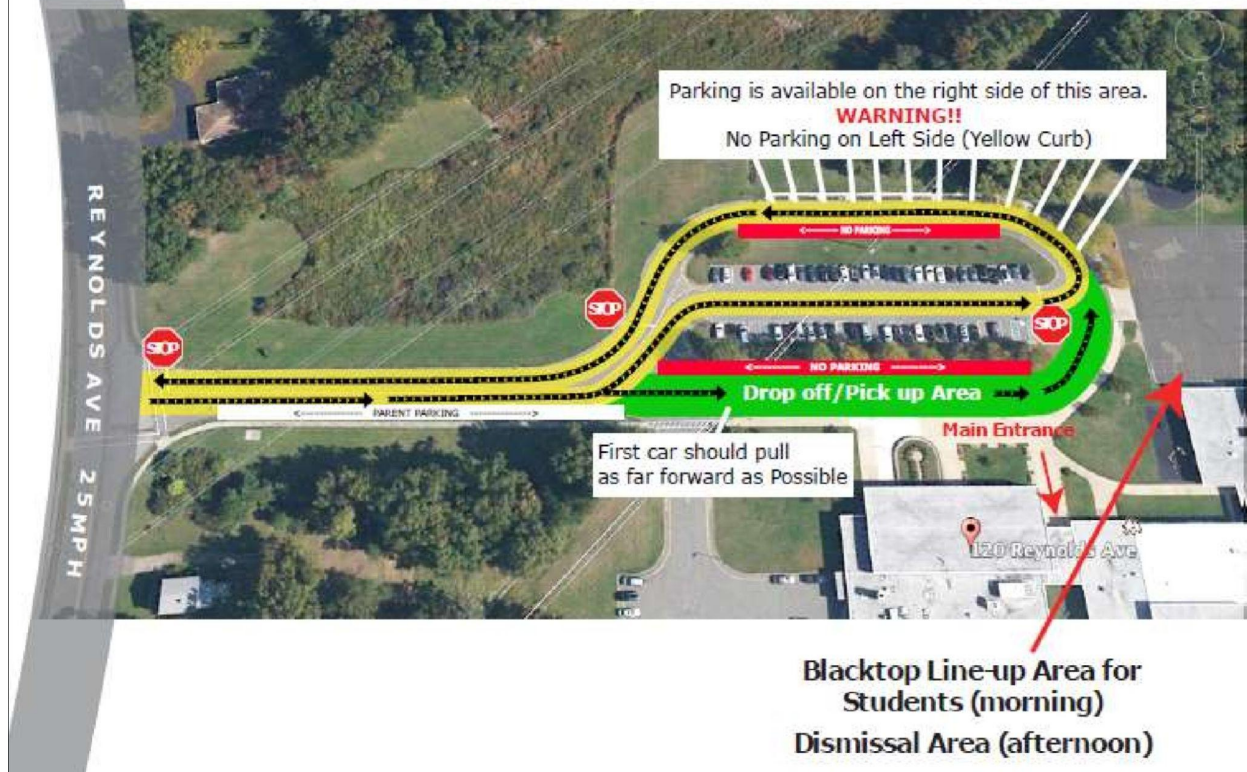 Parking is available on the right side of this area.
WARNING!!
No Parking on Left Side (Yellow Curb)
REYNOLDS AVE 25MPH
NO PARKING
STOP
STOP
STOP
NO PARKING
Drop off/Pick up Area
PARENT PARKING
Main Entrance
First car should pull
as far forward as Possible
120 Reynolds Ave
Blacktop Line-up Area for
Students (morning)
Dismissal Area (afternoon)